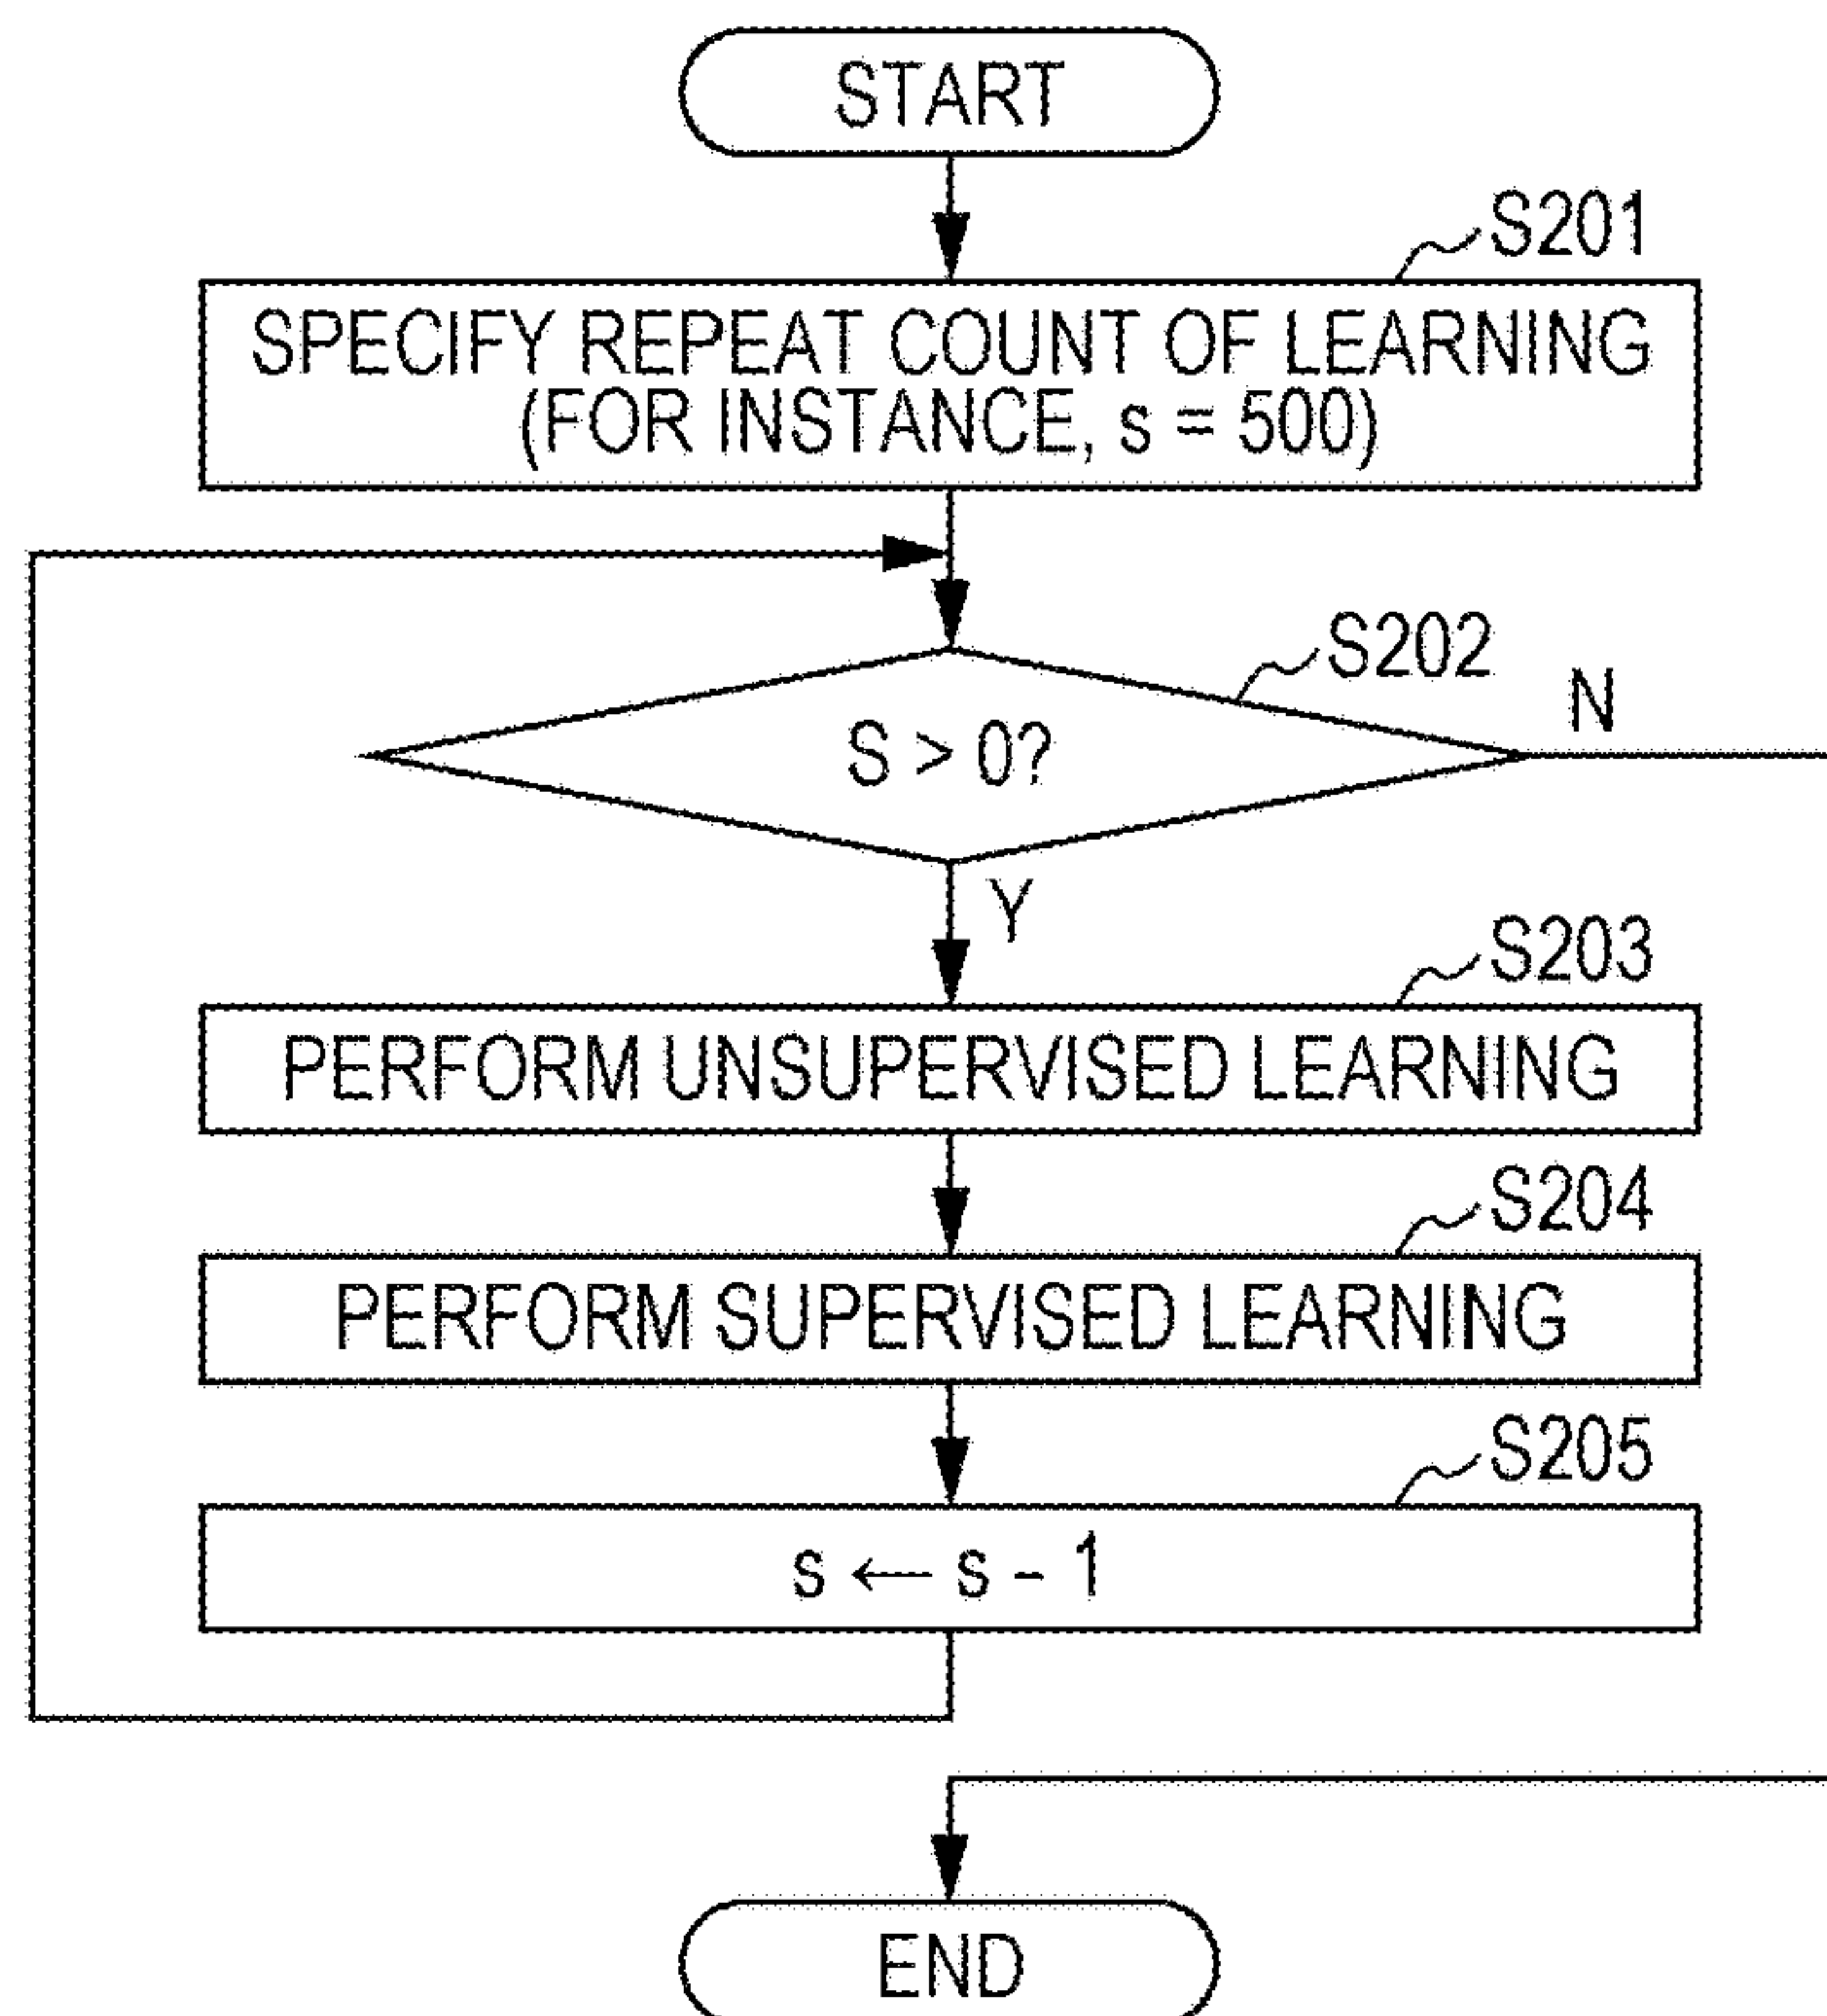 START
S201
SPECIFY REPEAT COUNT OF LEARNING
(FOR INSTANCE, s = 500)
S202
N
S > 0?
Y
S203
PERFORM UNSUPERVISED LEARNING
S204
PERFORM SUPERVISED LEARNING
S205
s ← s – 1
END